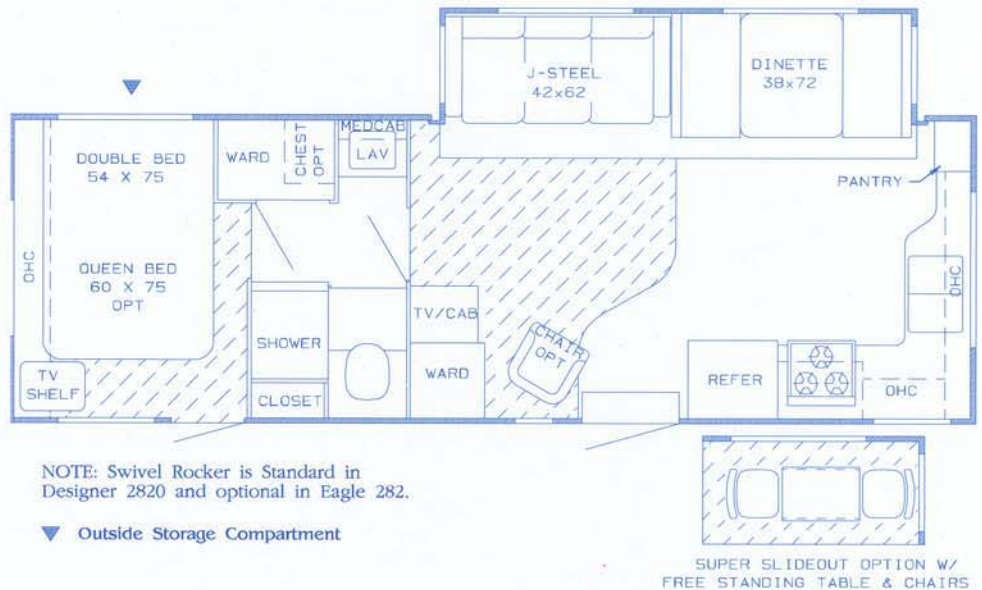 J-STEEL
42x62
DINETTE
38x72
DOUBLE BED
54 X 75
QUEEN BED
60 X 75
OPT
OHC
TV
SHELF
WARD
CHEST
OPT
MEDCAB
LAV
SHOWER
CLOSET
TV/CAB
WARD
CHAIR
OPT
REFER
PANTRY
OHC
OHC
NOTE: Swivel Rocker is Standard in
Designer 2820 and optional in Eagle 282.
Outside Storage Compartment
SUPER SLIDEOUT OPTION W/
FREE STANDING TABLE & CHAIRS